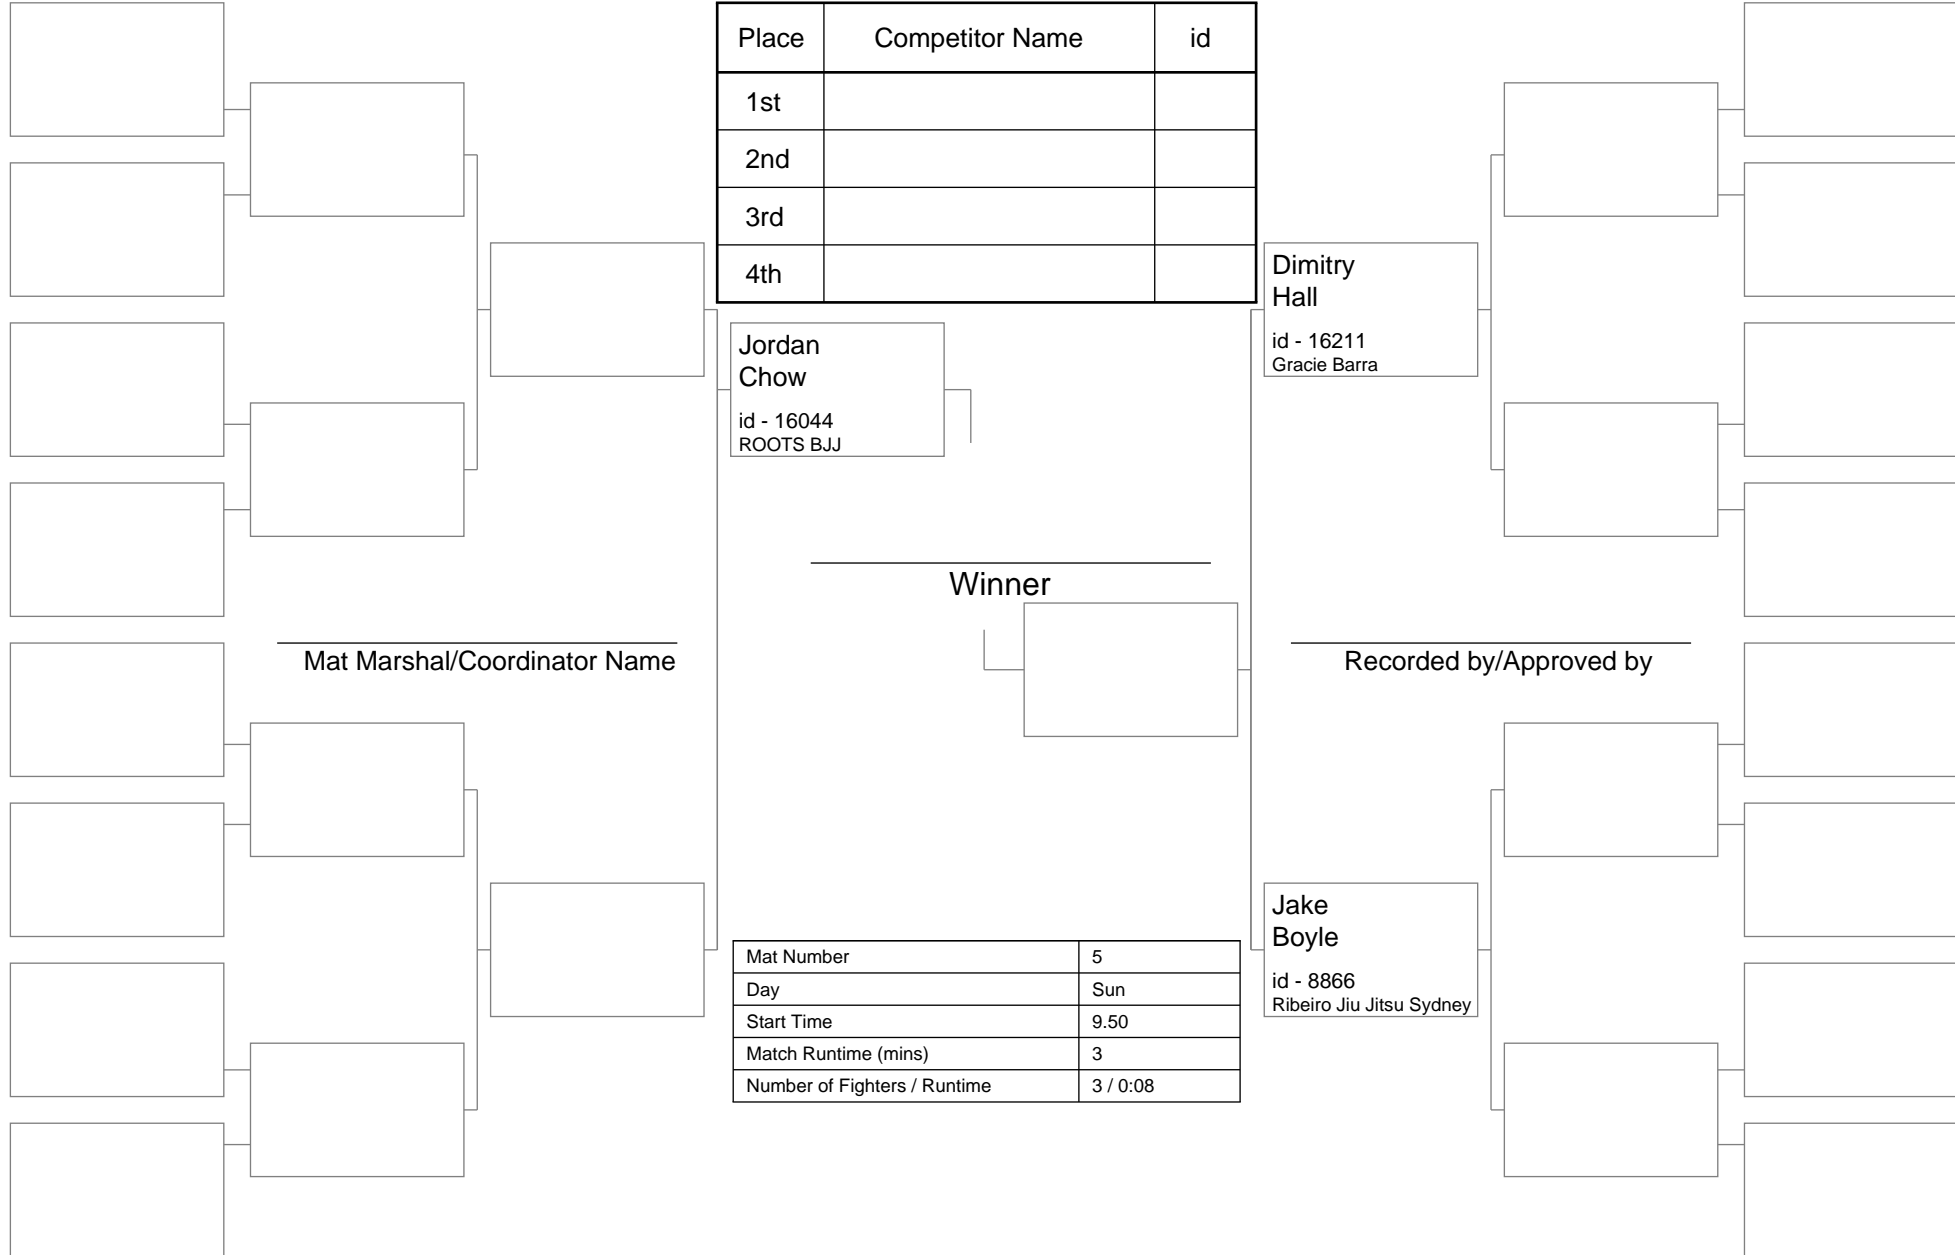 Place Competitor Name id
1st
2nd
3rd
4th
Dimitry
Hall
id - 16211
Gracie Barra
Jordan
Chow
id - 16044
ROOTS BJJ
Winner
Mat Marshal/Coordinator Name
Recorded by/Approved by
Jake
Boyle
id - 8866
Ribeiro Jiu Jitsu Sydney
Mat Number 5
Day Sun
Start Time 9.50
Match Runtime (mins) 3
Number of Fighters / Runtime 3 / 0:08